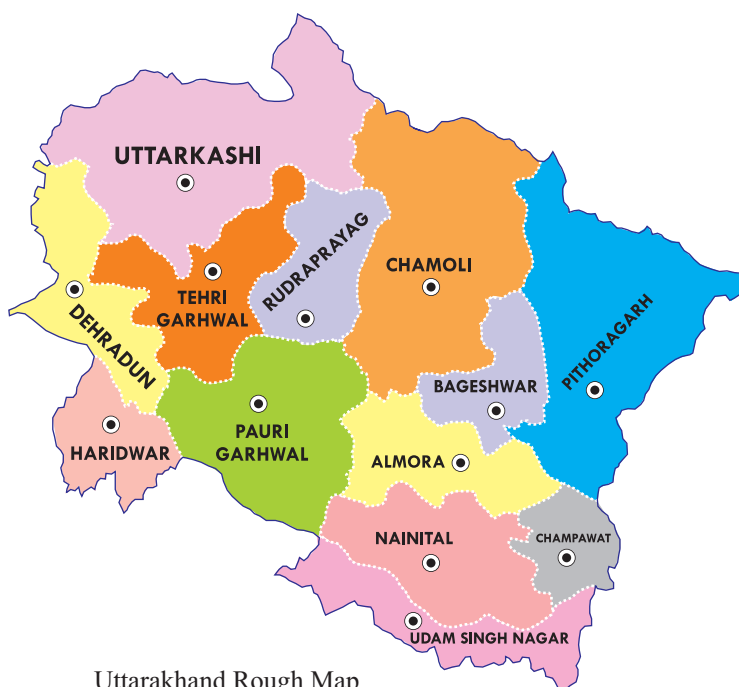 UTTARKASHI
RUDRAPRAYAG
CHAMOLI
TEHRI
GARHWAL
DEHRADUN
PITHORAGARH
BAGESHWAR
HARIDWAR
PAURI
GARHWAL
ALMORA
NAINITAL
CHAMPAWAT
UDAM SINGH NAGAR
Uttarakhand Rough Map